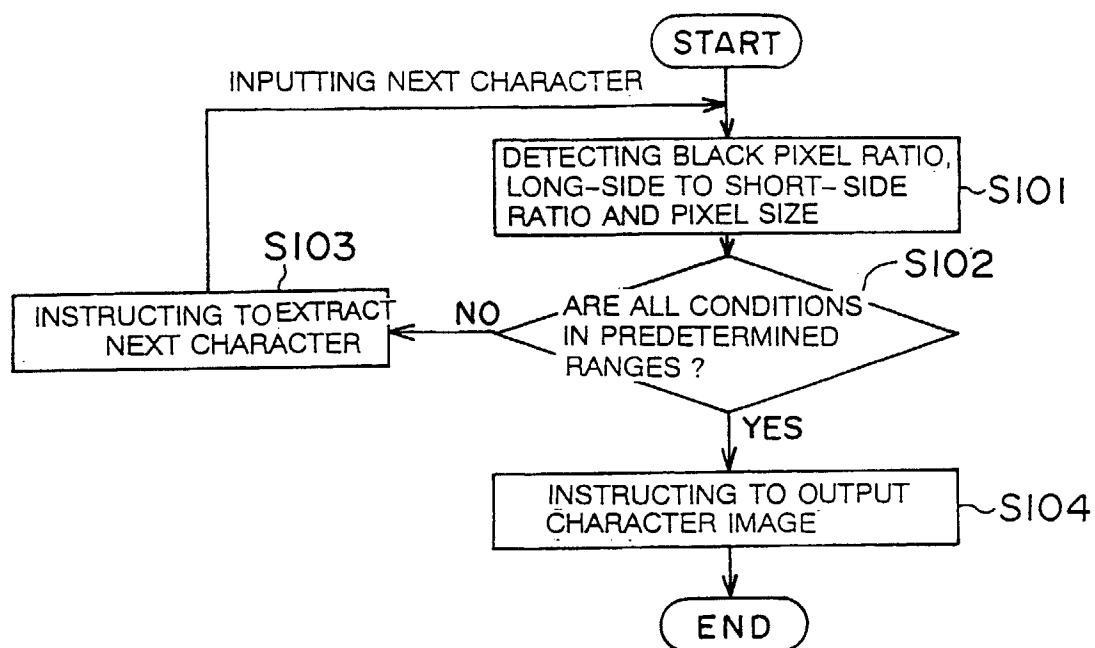 START
INPUTTING NEXT CHARACTER
DETECTING BLACK PIXEL RATIO,
LONG-SIDE TO SHORT-SIDE
RATIO AND PIXEL SIZE
S101
S102
ARE ALL CONDITIONS
IN PREDETERMINED
RANGES ?
NO
S103
INSTRUCTING TO EXTRACT
NEXT CHARACTER
YES
INSTRUCTING TO OUTPUT
CHARACTER IMAGE
S104
END